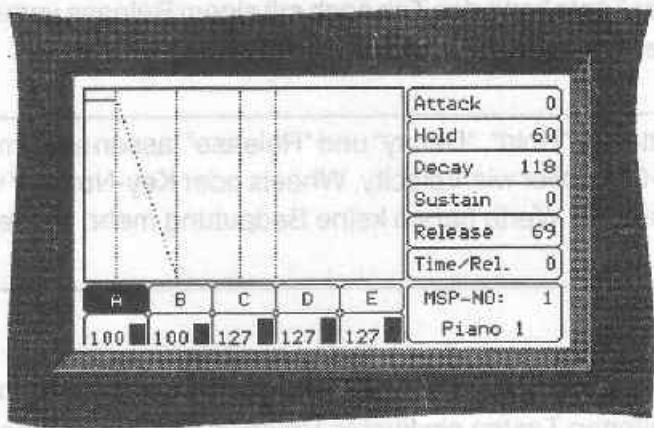 Attack 0
Hold 60
Decay 118
Sustain 0
Release 69
Time/Rel. 0
A B C D E
MSP-NO: 1
100 100 127 127 127
Piano 1